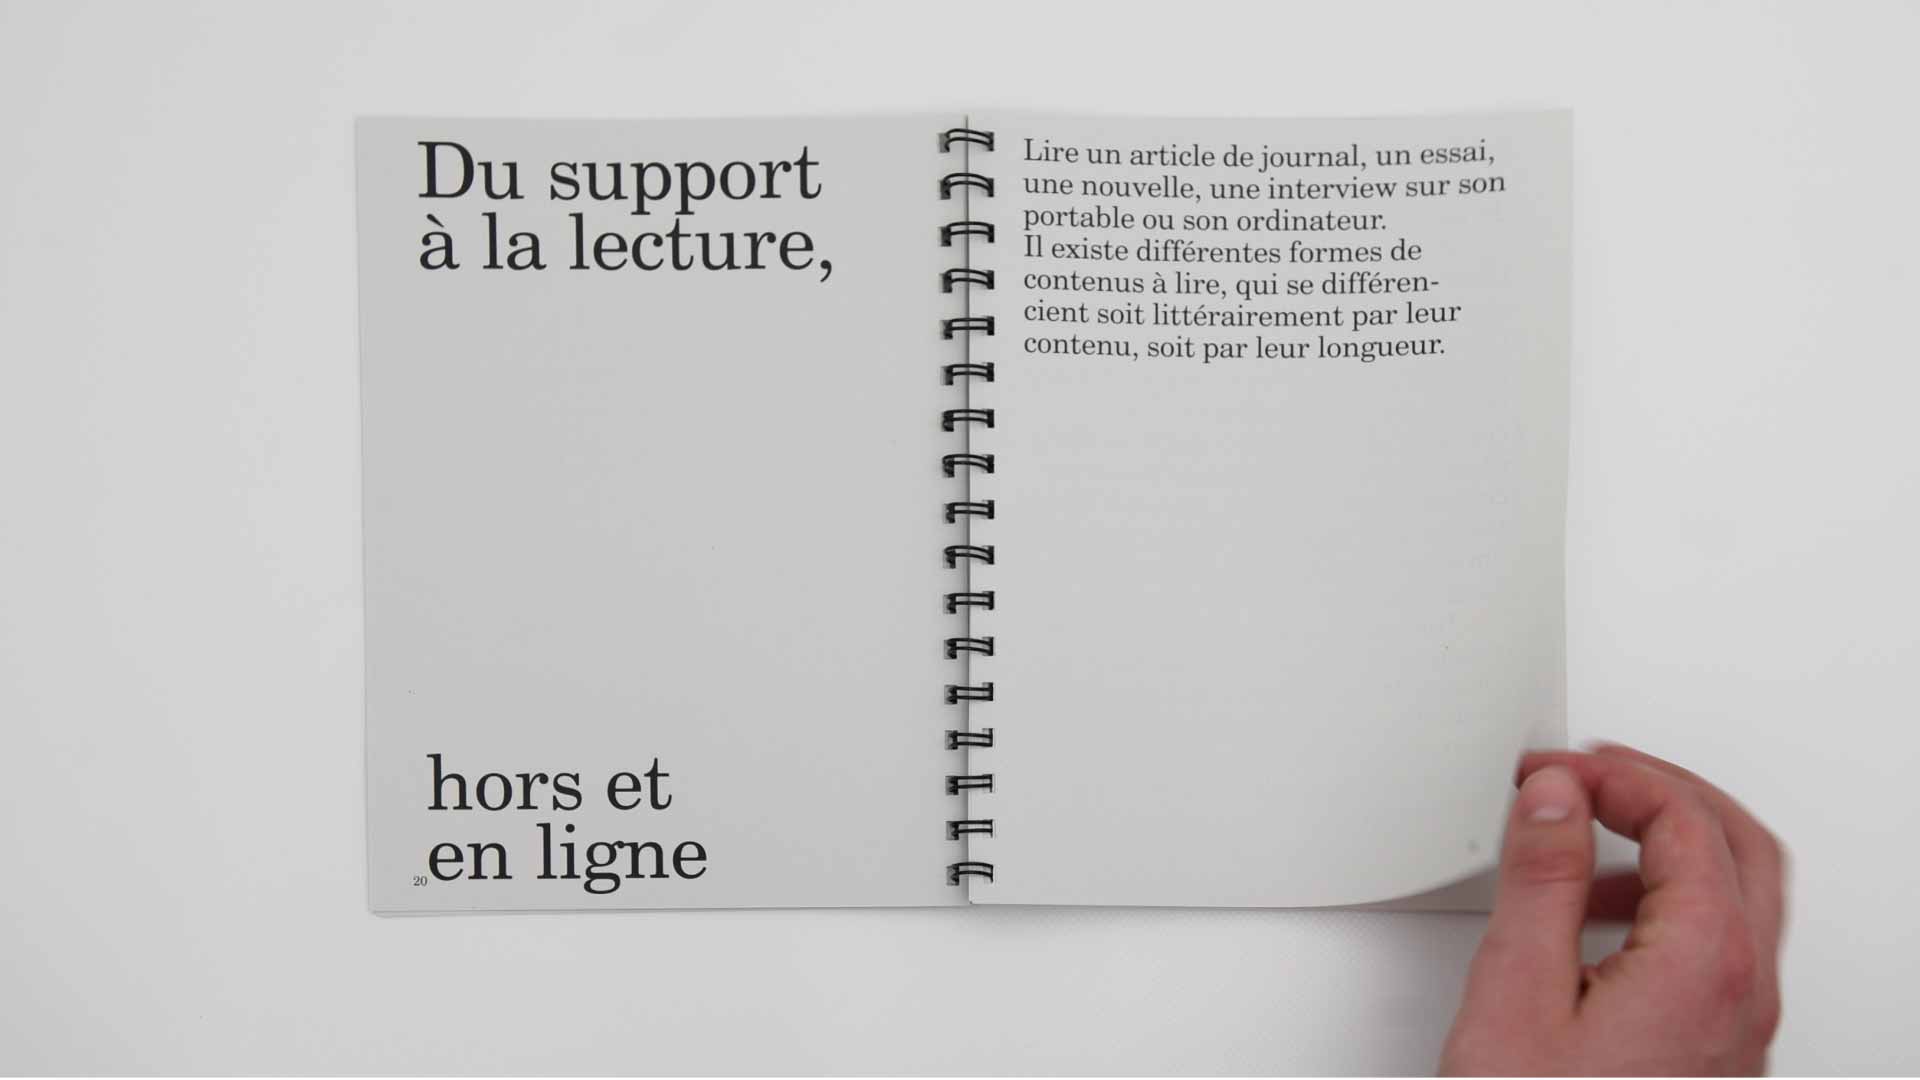 Du support
à la lecture,
hors et
en ligne
20
Lire un article de journal, un essai,
une nouvelle, une interview sur son
portable ou son ordinateur.
Il existe différentes formes de
contenus à lire, qui se différen-
cient soit littérairement par leur
contenu, soit par leur longueur.